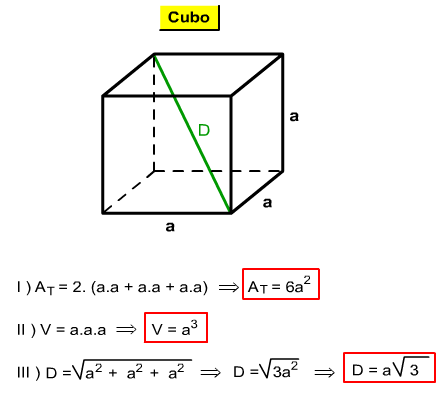 Cubo
D
a
a
a
I ) A_T = 2. (a.a + a.a + a.a) ⇒ A_T = 6a²
II ) V = a.a.a ⇒ V = a³
III ) D = √(a² + a² + a²) ⇒ D = √(3a²) ⇒ D = a√3